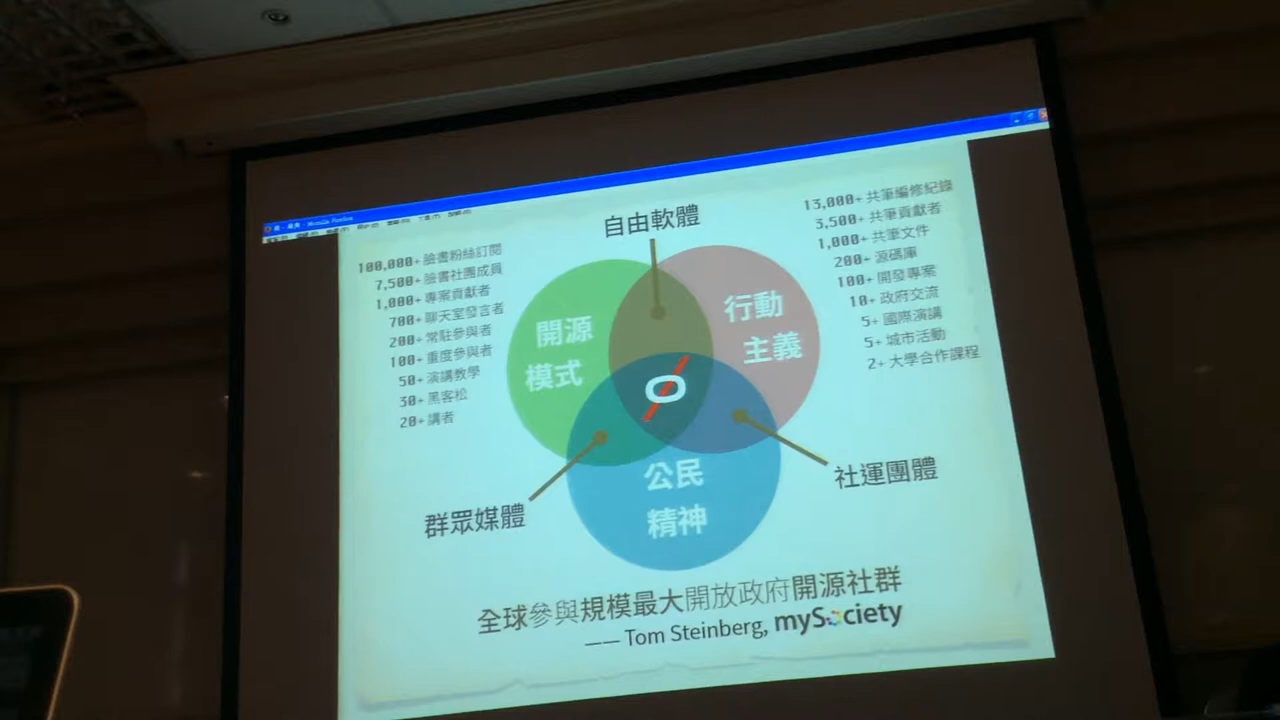 Mozilla Firefox
自由軟體
100,000+ 臉書粉絲訂閱
7,500+ 臉書社團成員
1,000+ 專案貢獻者
700+ 聊天室發言者
200+ 常駐參與者
100+ 重度參與者
50+ 演講教學
30+ 黑客松
20+ 講者
13,000+ 共筆編修紀錄
3,500+ 共筆貢獻者
1,000+ 共筆文件
200+ 源碼庫
100+ 開發專案
10+ 政府交流
5+ 國際演講
5+ 城市活動
2+ 大學合作課程
開源
模式
行動
主義
公民
精神
群眾媒體
社運團體
全球參與規模最大開放政府開源社群
—— Tom Steinberg, mySociety